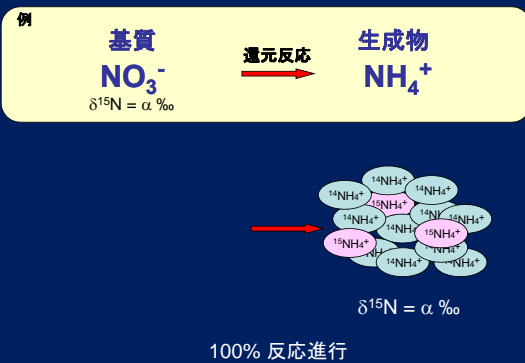 例
基質
還元反応
生成物
NO₃⁻
NH₄⁺
δ¹⁵N = α ‰
¹⁴NH₄⁺
¹⁴NH₄⁺
¹⁴NH₄⁺
¹⁵NH₄⁺
¹⁴NH₄⁺
¹⁴NH₄⁺
¹⁴NH₄⁺
¹⁵NH₄⁺
¹⁵NH₄⁺
¹⁴NH₄⁺
¹⁴NH₄⁺
δ¹⁵N = α ‰
100% 反応進行